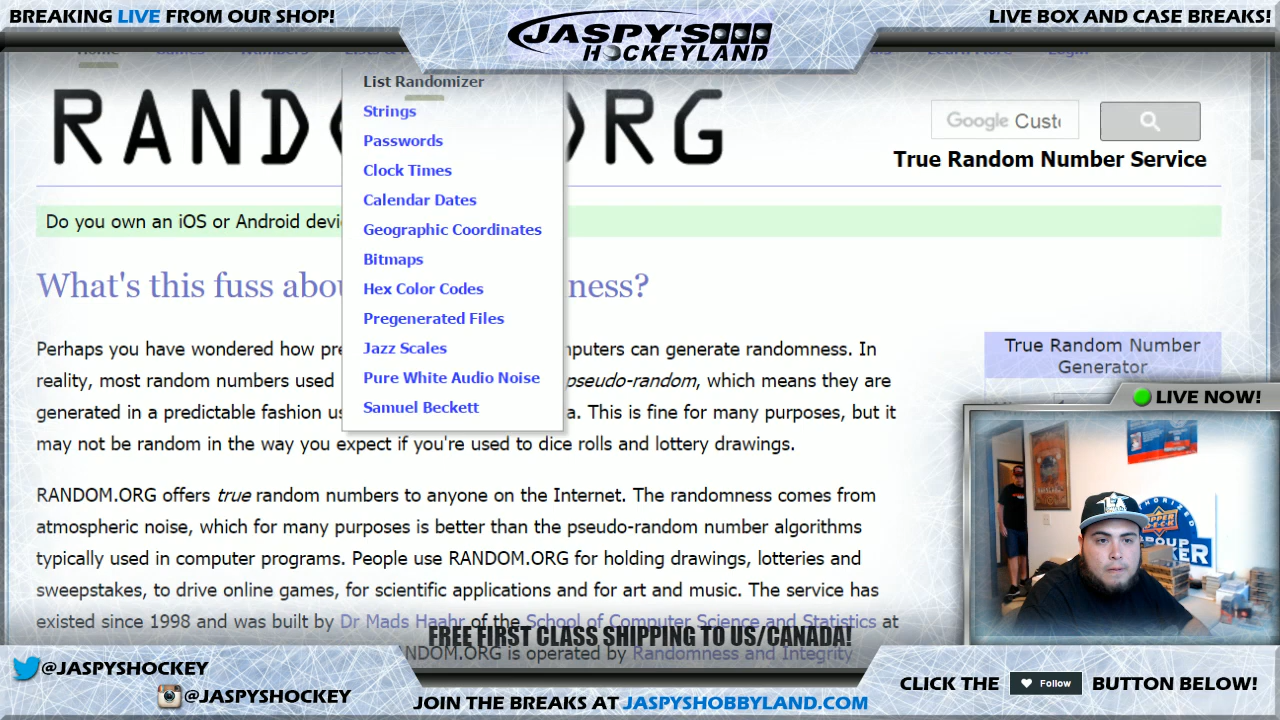 BREAKING LIVE FROM OUR SHOP!
JASPY'S
HOCKEYLAND
LIVE BOX AND CASE BREAKS!
Home
Games
Numbers
Learn More
Login
List Randomizer
Strings
Passwords
Clock Times
Calendar Dates
Geographic Coordinates
Bitmaps
Hex Color Codes
Pregenerated Files
Jazz Scales
Pure White Audio Noise
Samuel Beckett
RAND ORG
Google Custo
True Random Number Service
Do you own an iOS or Android devi
What's this fuss abou ness?
Perhaps you have wondered how pre mputers can generate randomness. In
reality, most random numbers used pseudo-random, which means they are
generated in a predictable fashion us a. This is fine for many purposes, but it
may not be random in the way you expect if you're used to dice rolls and lottery drawings.
RANDOM.ORG offers true random numbers to anyone on the Internet. The randomness comes from
atmospheric noise, which for many purposes is better than the pseudo-random number algorithms
typically used in computer programs. People use RANDOM.ORG for holding drawings, lotteries and
sweepstakes, to drive online games, for scientific applications and for art and music. The service has
existed since 1998 and was built by Dr Mads Haahr of the School of Computer Science and Statistics at
NDOM.ORG is operated by Randomness and Integrity
True Random Number
Generator
LIVE NOW!
UPPER
DECK
FREE FIRST CLASS SHIPPING TO US/CANADA!
@JASPYSHOCKEY
@JASPYSHOCKEY
JOIN THE BREAKS AT JASPYSHOBBYLAND.COM
CLICK THE Follow BUTTON BELOW!